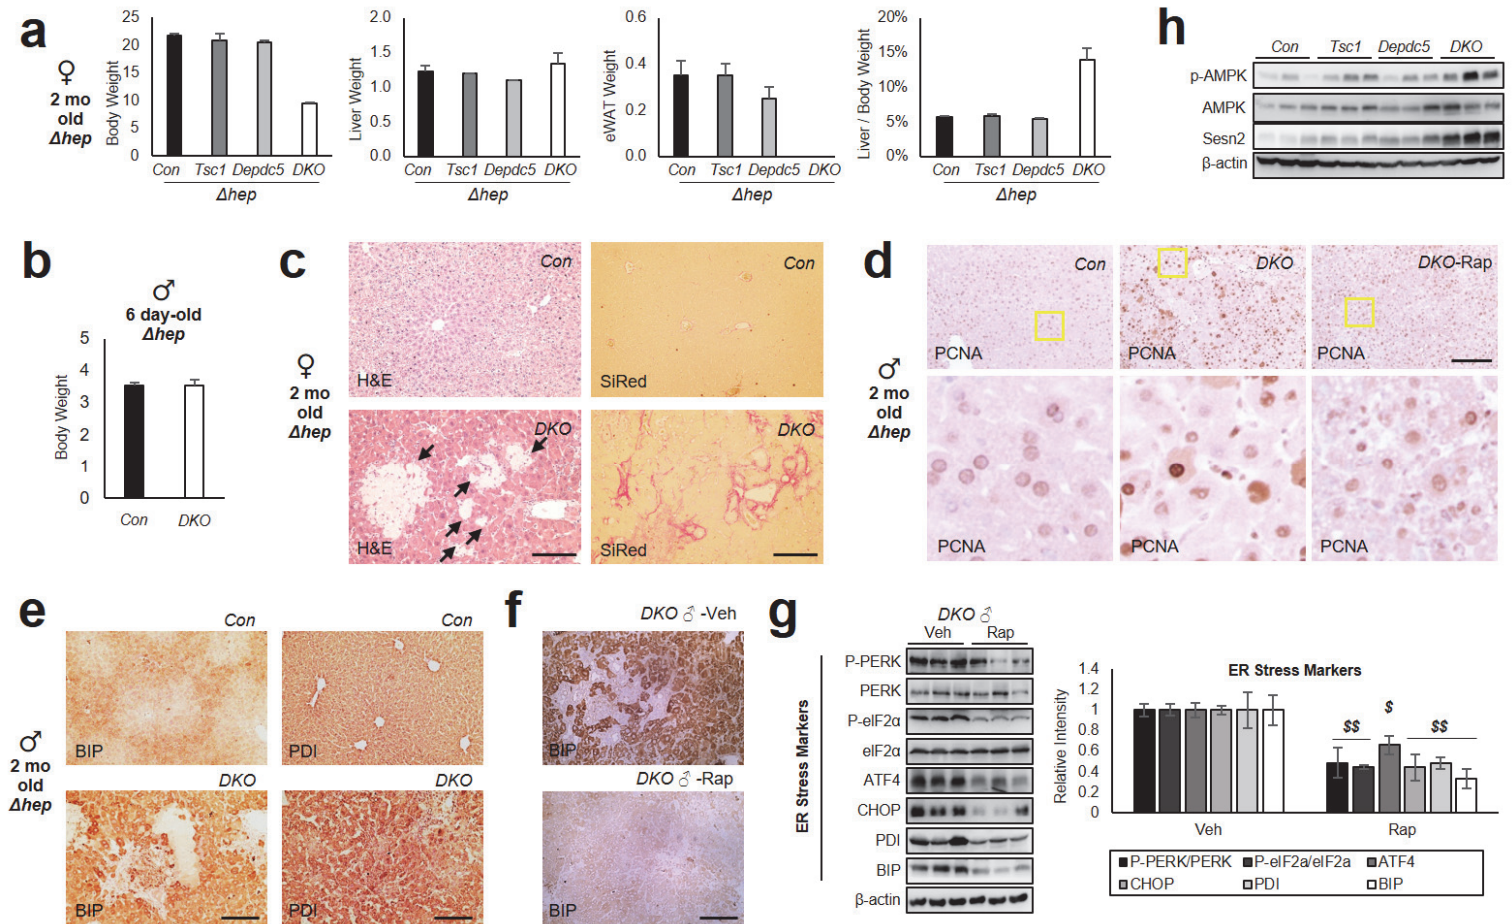 a
♀
2 mo
old
Δhep
Body Weight
25
20
15
10
5
0
Con Tsc1 Depdc5 DKO
Δhep
Liver Weight
2.0
1.5
1.0
0.5
0.0
Con Tsc1 Depdc5 DKO
Δhep
eWAT Weight
0.6
0.4
0.2
0.0
Con Tsc1 Depdc5 DKO
Δhep
Liver / Body Weight
20%
15%
10%
5%
0%
Con Tsc1 Depdc5 DKO
Δhep
h
Con Tsc1 Depdc5 DKO
p-AMPK
AMPK
Sesn2
β-actin
b
♂
6 day-old
Δhep
Body Weight
5
4
3
2
1
0
Con DKO
c
♀
2 mo
old
Δhep
Con
H&E
Con
SiRed
DKO
H&E
DKO
SiRed
d
♂
2 mo
old
Δhep
Con
PCNA
DKO
PCNA
DKO-Rap
PCNA
PCNA
PCNA
PCNA
e
♂
2 mo
old
Δhep
Con
BIP
Con
PDI
DKO
BIP
DKO
PDI
f
DKO ♂ -Veh
BIP
DKO ♂ -Rap
BIP
g
DKO ♂
Veh Rap
ER Stress Markers
P-PERK
PERK
P-eIF2α
eIF2α
ATF4
CHOP
PDI
BIP
β-actin
ER Stress Markers
Relative Intensity
1.4
1.2
1
0.8
0.6
0.4
0.2
0
$$ $ $$
Veh Rap
P-PERK/PERK P-eIF2a/eIF2a ATF4
CHOP PDI BIP